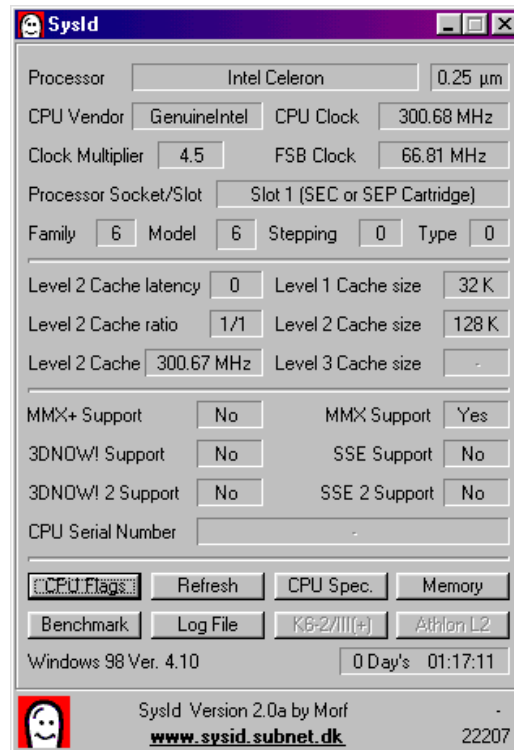 SysId
Processor Intel Celeron 0.25 µm
CPU Vendor GenuineIntel CPU Clock 300.68 MHz
Clock Multiplier 4.5 FSB Clock 66.81 MHz
Processor Socket/Slot Slot 1 (SEC or SEP Cartridge)
Family 6 Model 6 Stepping 0 Type 0
Level 2 Cache latency 0 Level 1 Cache size 32 K
Level 2 Cache ratio 1/1 Level 2 Cache size 128 K
Level 2 Cache 300.67 MHz Level 3 Cache size -
MMX+ Support No MMX Support Yes
3DNOW! Support No SSE Support No
3DNOW! 2 Support No SSE 2 Support No
CPU Serial Number -
CPU Flags Refresh CPU Spec. Memory
Benchmark Log File K6-2/III(+) Athlon L2
Windows 98 Ver. 4.10 0 Day's 01:17:11
SysId Version 2.0a by Morf -
www.sysid.subnet.dk 22207